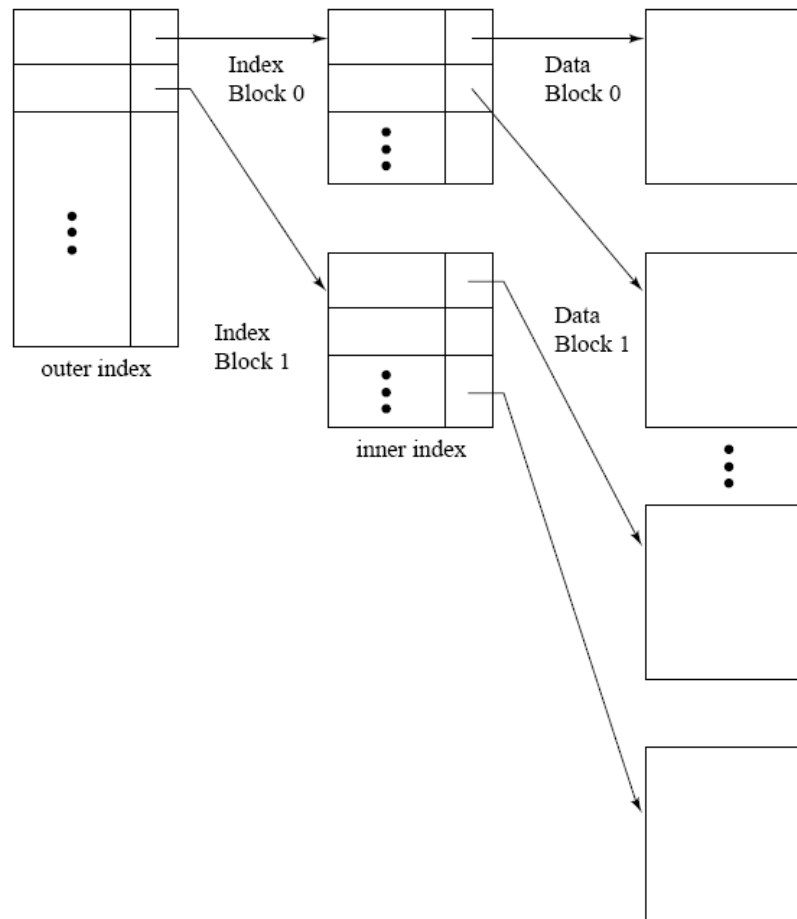 Index
Block 0
Data
Block 0
outer index
Index
Block 1
Data
Block 1
inner index